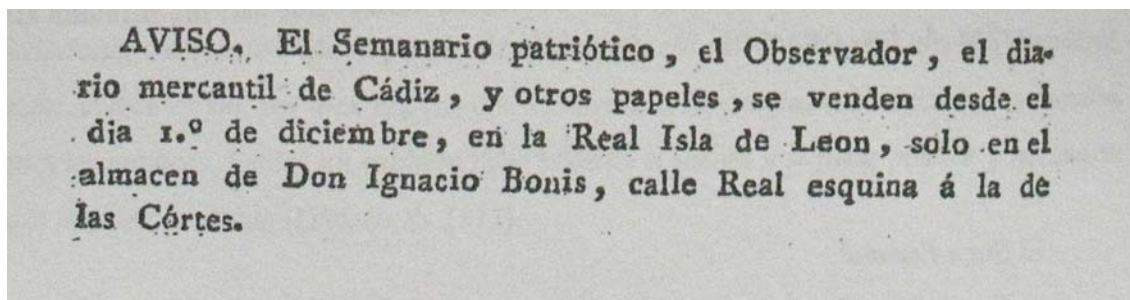 AVISO. El Semanario patriótico, el Observador, el dia-
rio mercantil de Cádiz, y otros papeles, se venden desde el
dia 1.º de diciembre, en la Real Isla de Leon, solo en el
almacen de Don Ignacio Bonis, calle Real esquina á la de
las Córtes.